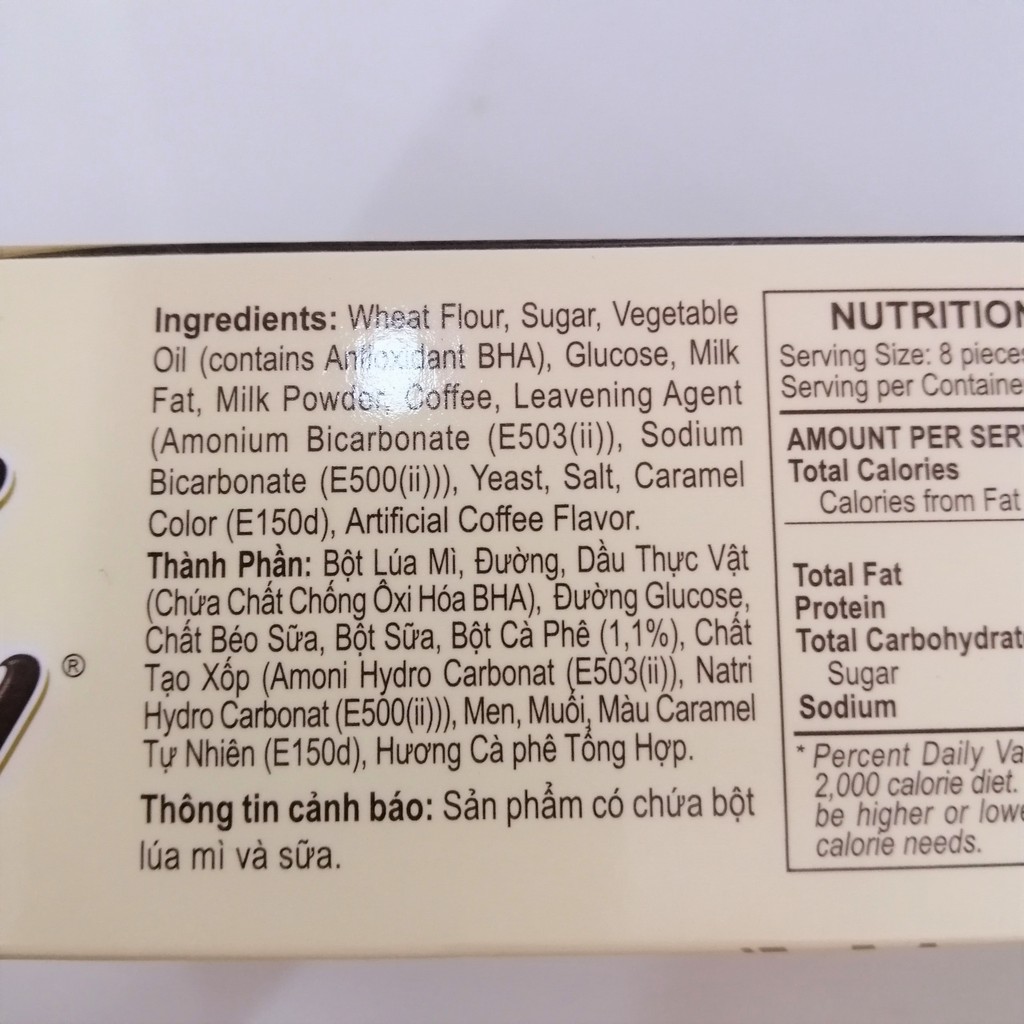 Ingredients: Wheat Flour, Sugar, Vegetable
Oil (contains Antioxidant BHA), Glucose, Milk
Fat, Milk Powder, Coffee, Leavening Agent
(Amonium Bicarbonate (E503(ii)), Sodium
Bicarbonate (E500(ii))), Yeast, Salt, Caramel
Color (E150d), Artificial Coffee Flavor.
Thành Phần: Bột Lúa Mì, Đường, Dầu Thực Vật
(Chứa Chất Chống Ôxi Hóa BHA), Đường Glucose,
Chất Béo Sữa, Bột Sữa, Bột Cà Phê (1,1%), Chất
Tạo Xốp (Amoni Hydro Carbonat (E503(ii)), Natri
Hydro Carbonat (E500(ii))), Men, Muối, Màu Caramel
Tự Nhiên (E150d), Hương Cà phê Tổng Hợp.
Thông tin cảnh báo: Sản phẩm có chứa bột
lúa mì và sữa.
®
NUTRITION
Serving Size: 8 pieces
Serving per Containe
AMOUNT PER SERV
Total Calories
Calories from Fat
Total Fat
Protein
Total Carbohydrat
Sugar
Sodium
* Percent Daily Va
2,000 calorie diet.
be higher or lowe
calorie needs.